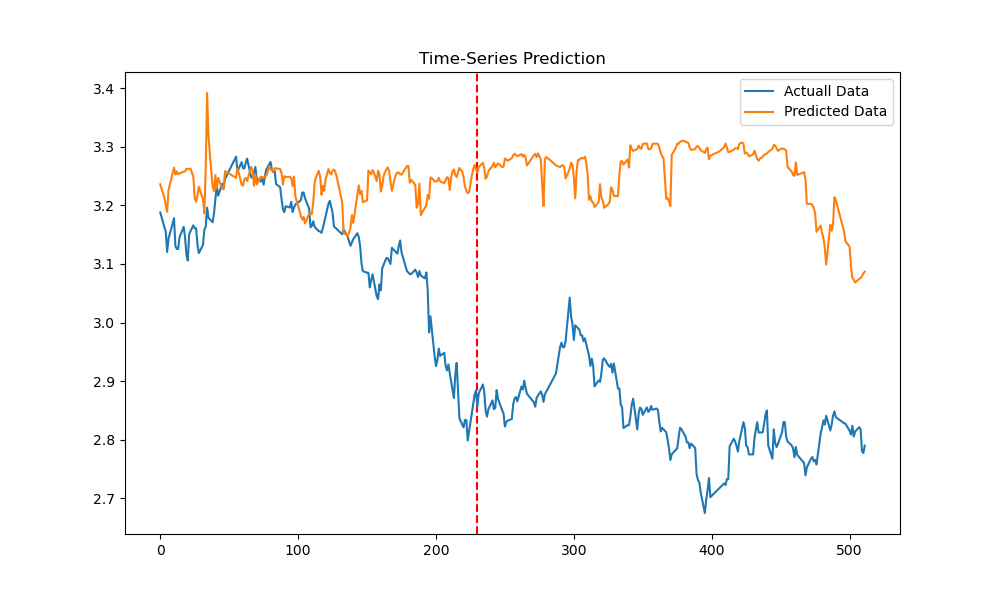 Time-Series Prediction
Actuall Data
Predicted Data
3.4
3.3
3.2
3.1
3.0
2.9
2.8
2.7
0 100 200 300 400 500